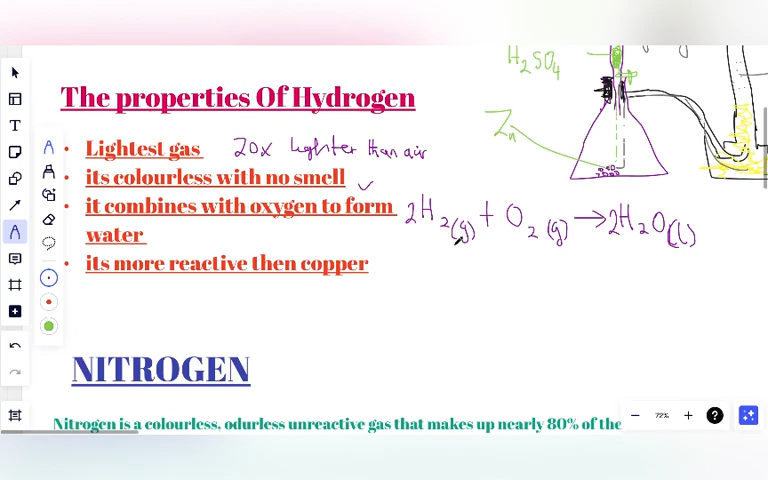 H2SO4
The properties Of Hydrogen
Zn
Lightest gas 20x lighter than air
its colourless with no smell
it combines with oxygen to form
2H2(g) + O2(g) → 2H2O(l)
water
its more reactive then copper
NITROGEN
Nitrogen is a colourless, odurless unreactive gas that makes up nearly 80% of the
72%